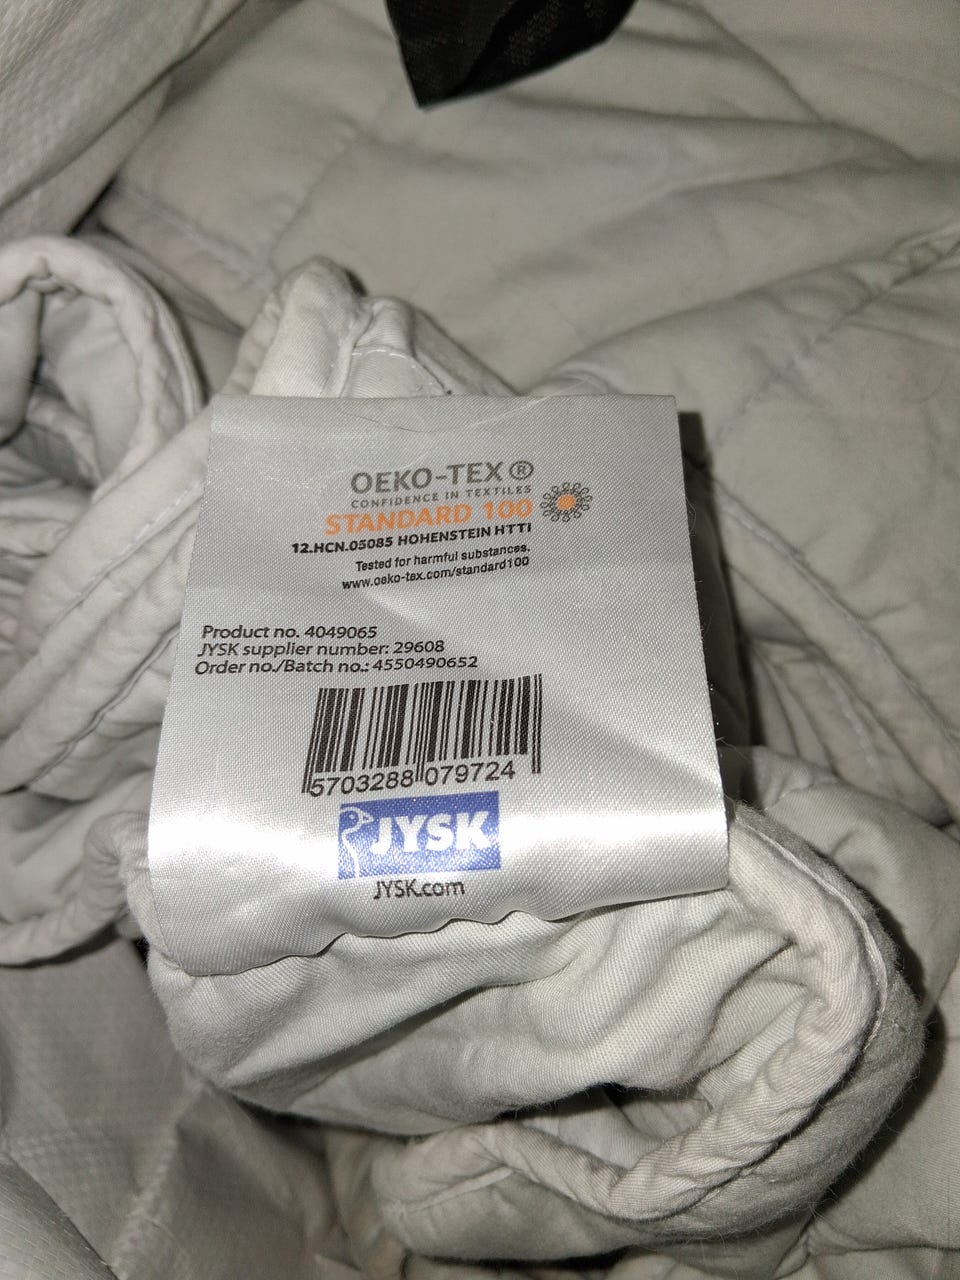 OEKO-TEX®
CONFIDENCE IN TEXTILES
STANDARD 100
12.HCN.05085 HOHENSTEIN HTTI
Tested for harmful substances.
www.oeko-tex.com/standard100
Product no. 4049065
JYSK supplier number: 29608
Order no./Batch no.: 4550490652
5703288 079724
JYSK
JYSK.com